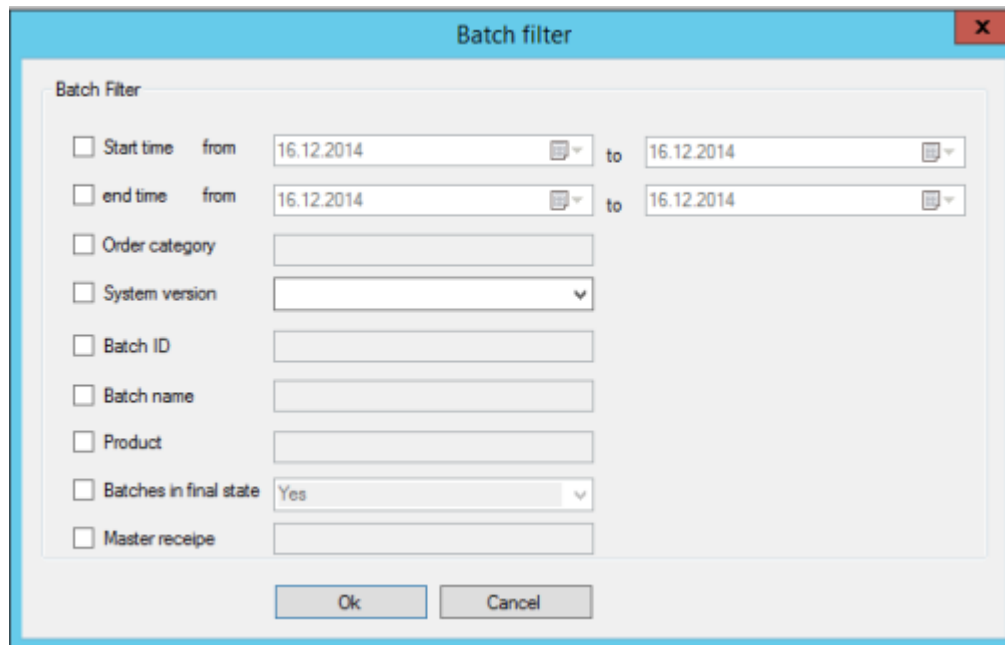 Batch filter
x
Batch Filter
Start time from 16.12.2014 to 16.12.2014
end time from 16.12.2014 to 16.12.2014
Order category
System version
Batch ID
Batch name
Product
Batches in final state Yes
Master receipe
Ok Cancel